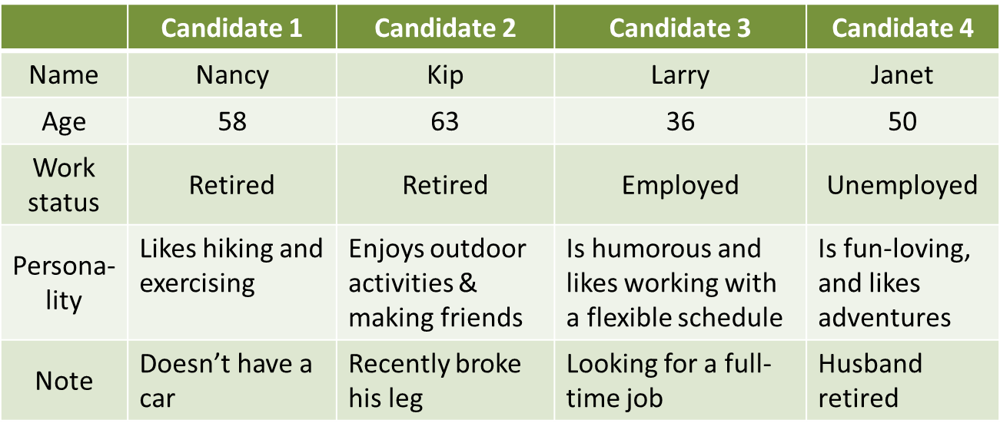 Candidate 1 Candidate 2 Candidate 3 Candidate 4
Name Nancy Kip Larry Janet
Age 58 63 36 50
Work status Retired Retired Employed Unemployed
Persona-
lity
Likes hiking and
exercising
Enjoys outdoor
activities &
making friends
Is humorous and
likes working with
a flexible schedule
Is fun-loving,
and likes
adventures
Note
Doesn’t have a
car
Recently broke
his leg
Looking for a full-
time job
Husband
retired